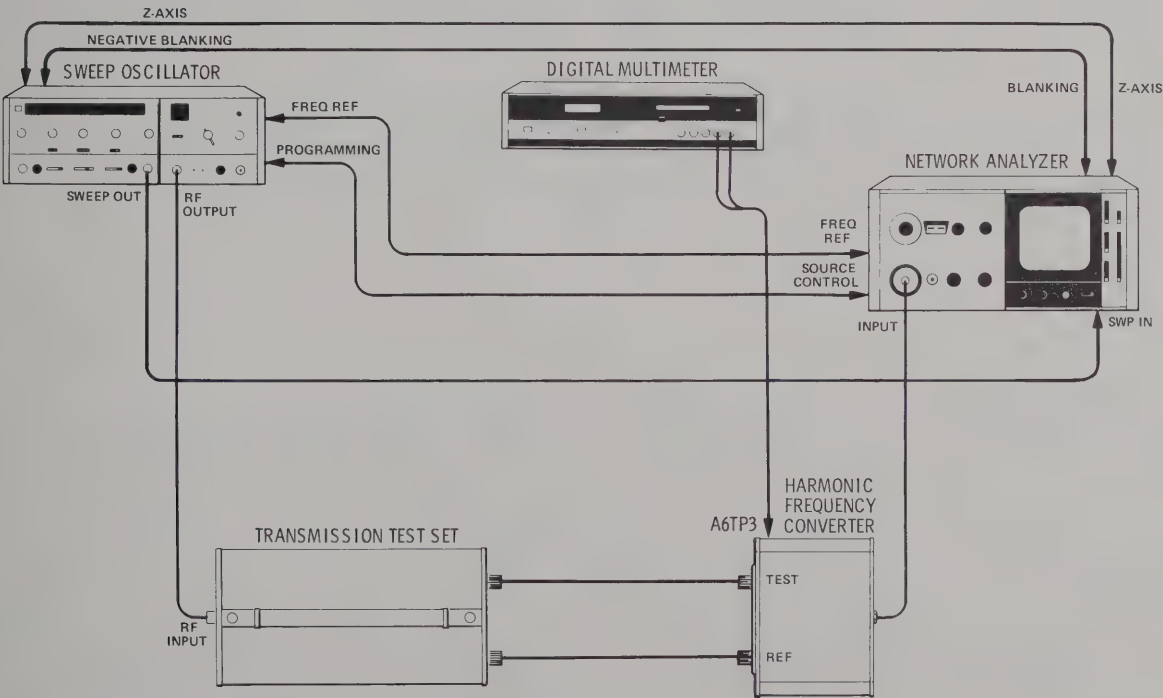 Z-AXIS
NEGATIVE BLANKING
SWEEP OSCILLATOR
DIGITAL MULTIMETER
FREQ REF
BLANKING
Z-AXIS
PROGRAMMING
NETWORK ANALYZER
SWEEP OUT
RF
OUTPUT
FREQ
REF
SOURCE
CONTROL
INPUT
SWP IN
HARMONIC
FREQUENCY
CONVERTER
A6TP3
TRANSMISSION TEST SET
TEST
RF
INPUT
REF